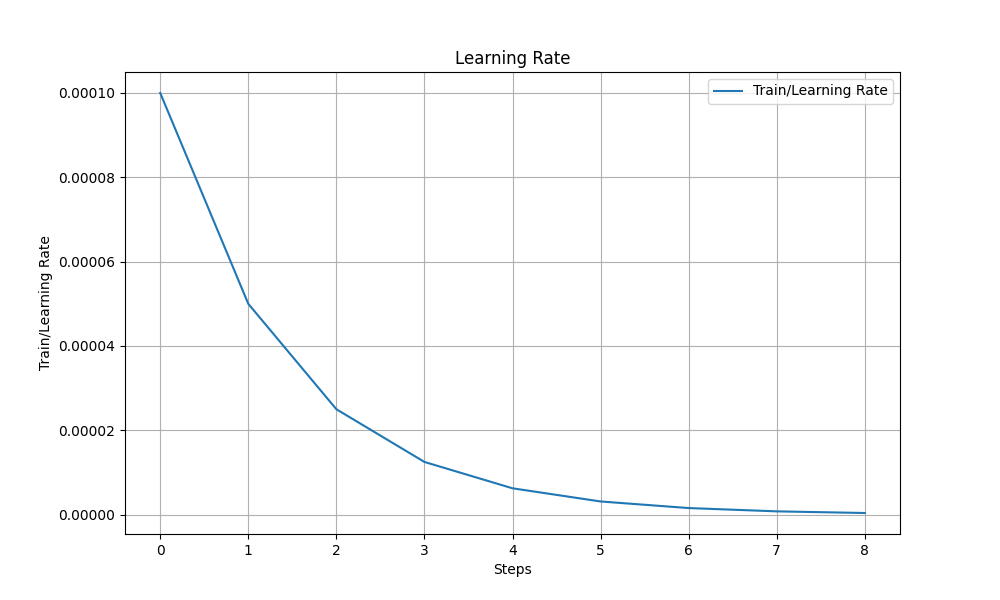 Learning Rate
Train/Learning Rate
0.00010
0.00008
0.00006
0.00004
0.00002
0.00000
Train/Learning Rate
0 1 2 3 4 5 6 7 8
Steps